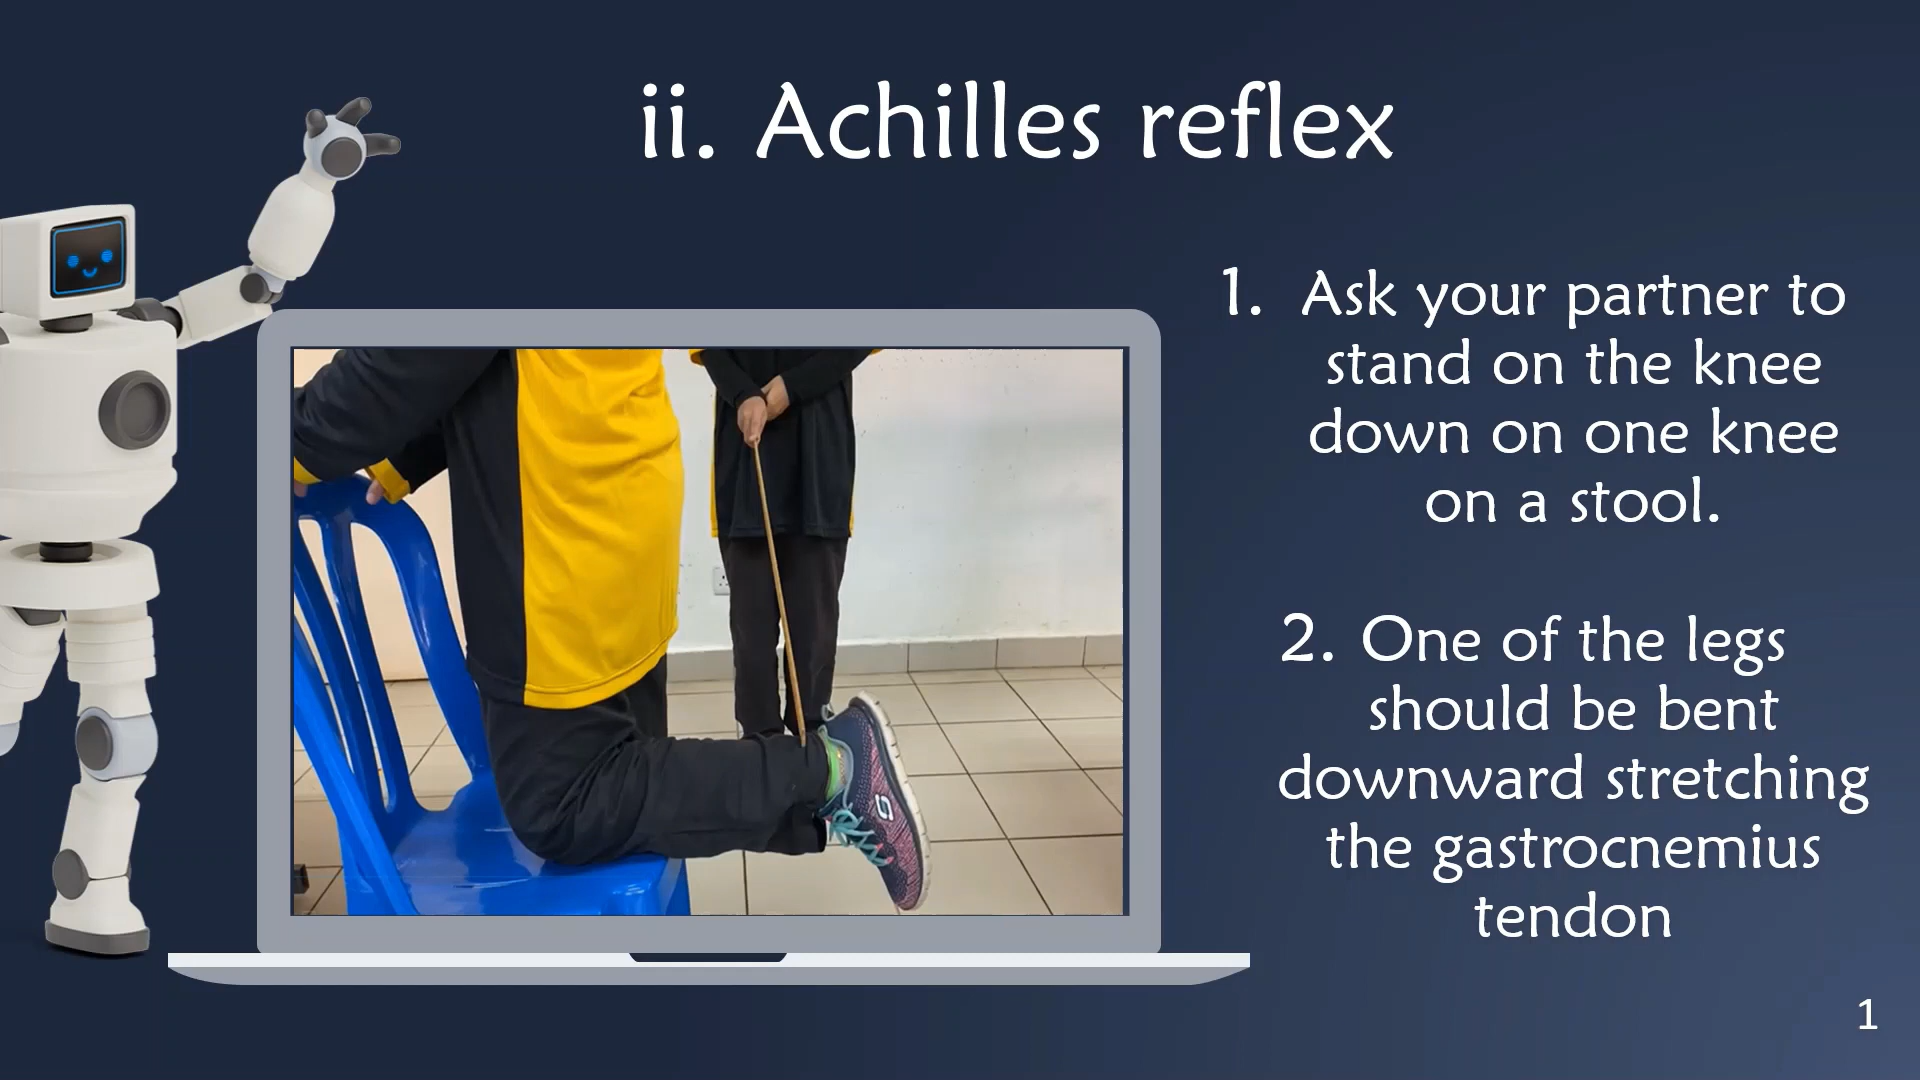 ii. Achilles reflex
1. Ask your partner to
stand on the knee
down on one knee
on a stool.
2. One of the legs
should be bent
downward stretching
the gastrocnemius
tendon
1